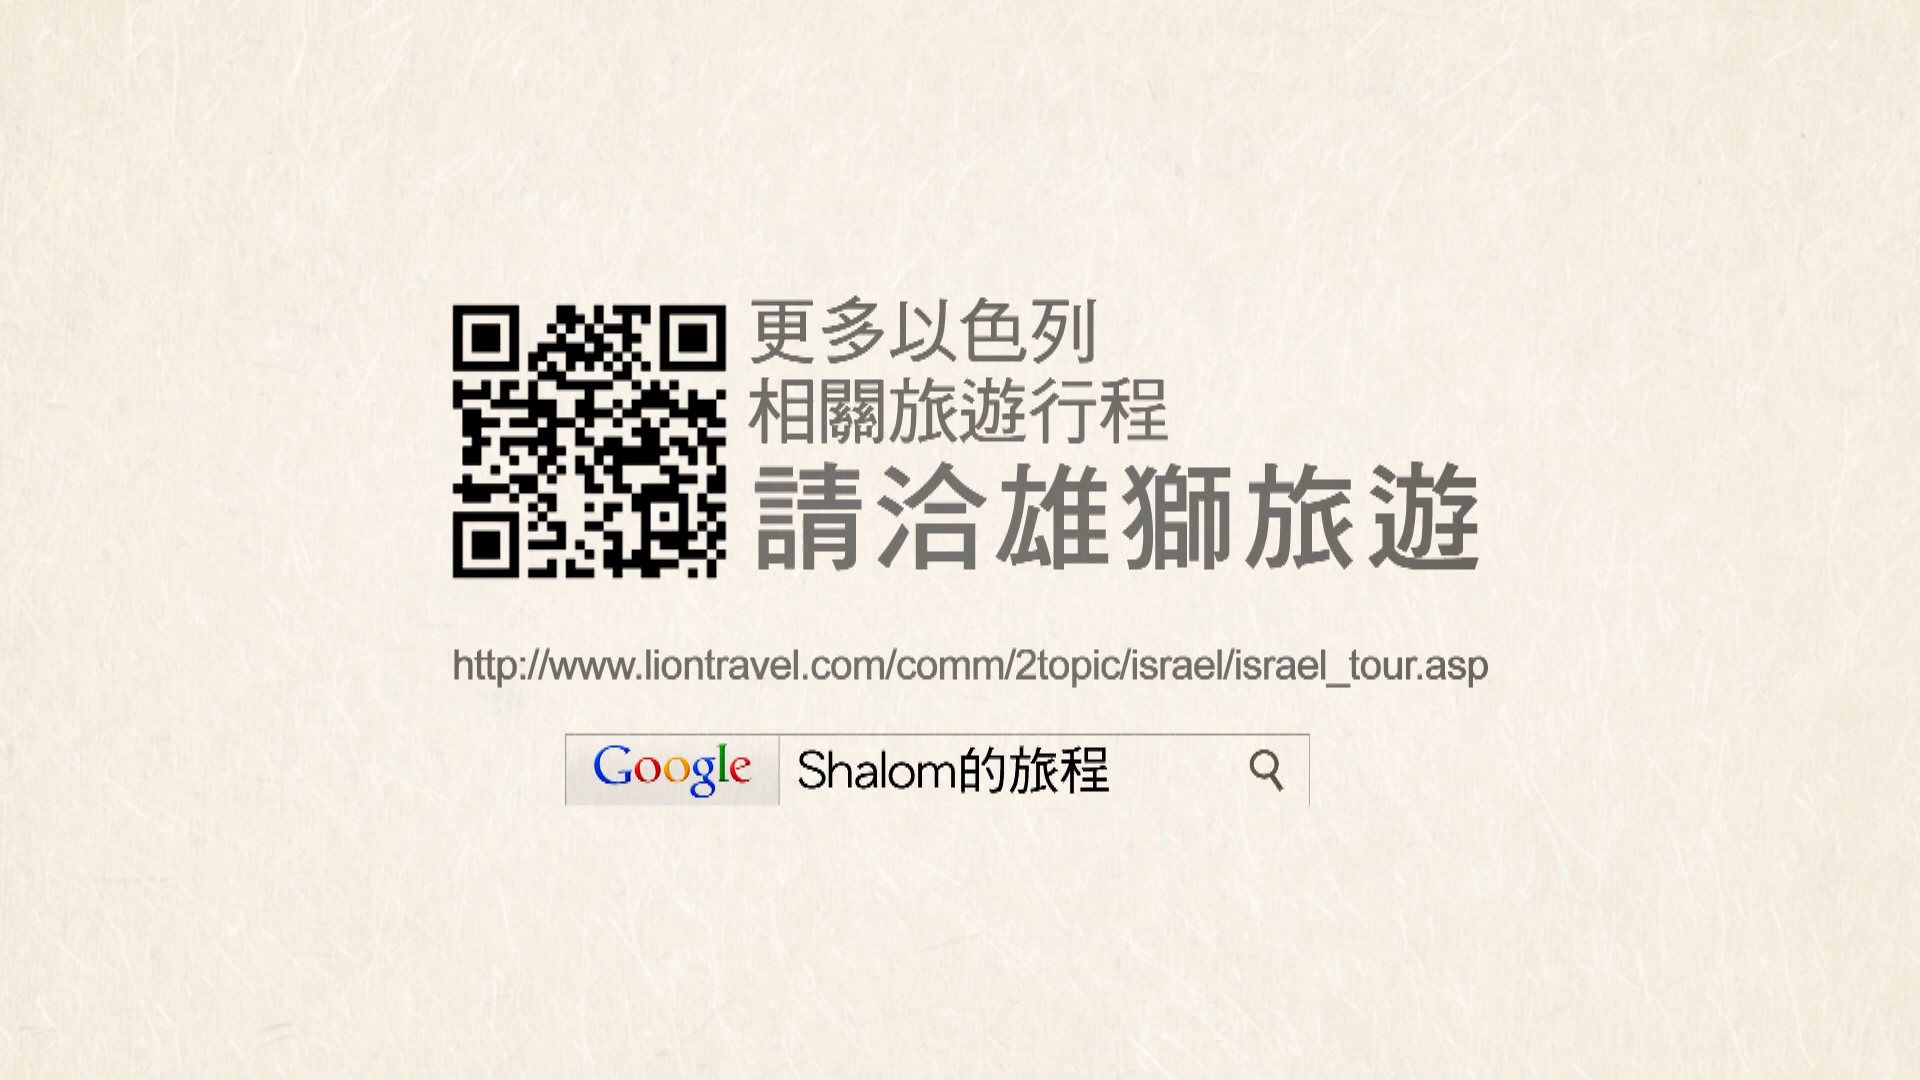 更多以色列
相關旅遊行程
請洽雄獅旅遊
http://www.liontravel.com/comm/2topic/israel/israel_tour.asp
Google Shalom的旅程